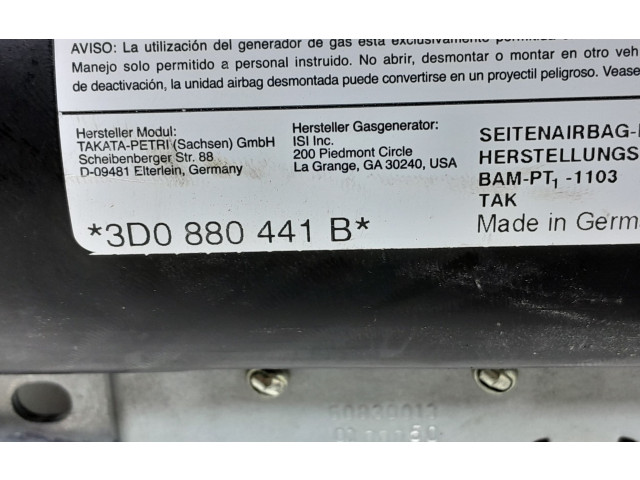 AVISO: La utilización del generador de gas está exclusivamente permitida
Manejo solo permitido a personal instruido. No abrir, desmontar o montar en otro veh
de deactivación, la unidad airbag desmontada puede convertirse en un proyectil peligroso. Vease
Hersteller Modul:
TAKATA-PETRI (Sachsen) GmbH
Scheibenberger Str. 88
D-09481 Elterlein, Germany
Hersteller Gasgenerator:
ISI Inc.
200 Piedmont Circle
La Grange, GA 30240, USA
SEITENAIRBAG-
HERSTELLUNGS
BAM-PT₁ -1103
TAK
Made in Germ
*3D0 880 441 B*